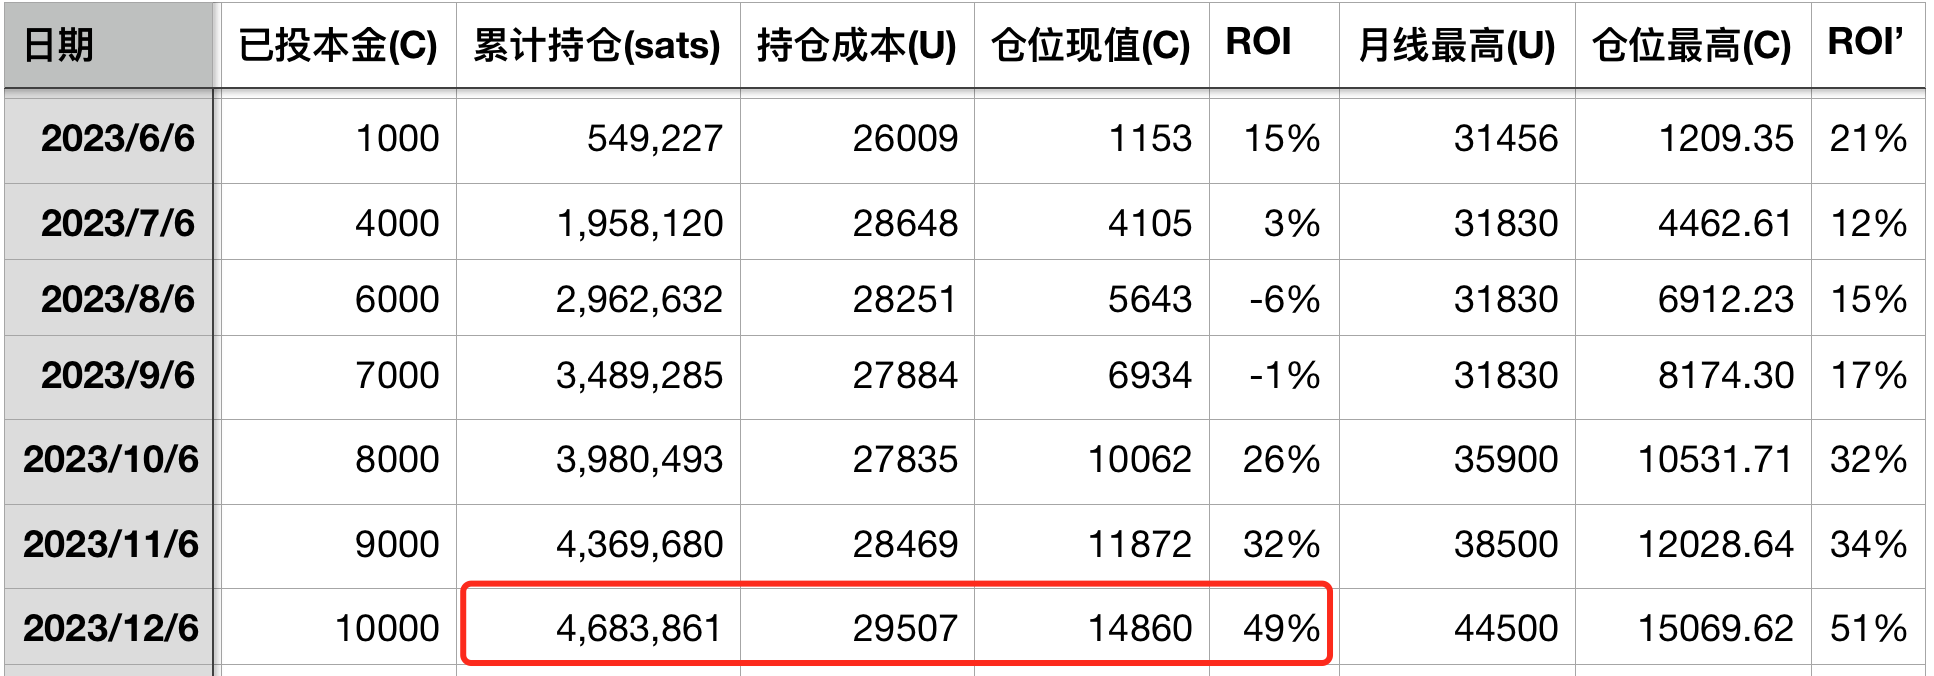 日期 已投本金(C) 累计持仓(sats) 持仓成本(U) 仓位现值(C) ROI 月线最高(U) 仓位最高(C) ROI’
2023/6/6 1000 549,227 26009 1153 15% 31456 1209.35 21%
2023/7/6 4000 1,958,120 28648 4105 3% 31830 4462.61 12%
2023/8/6 6000 2,962,632 28251 5643 -6% 31830 6912.23 15%
2023/9/6 7000 3,489,285 27884 6934 -1% 31830 8174.30 17%
2023/10/6 8000 3,980,493 27835 10062 26% 35900 10531.71 32%
2023/11/6 9000 4,369,680 28469 11872 32% 38500 12028.64 34%
2023/12/6 10000 4,683,861 29507 14860 49% 44500 15069.62 51%